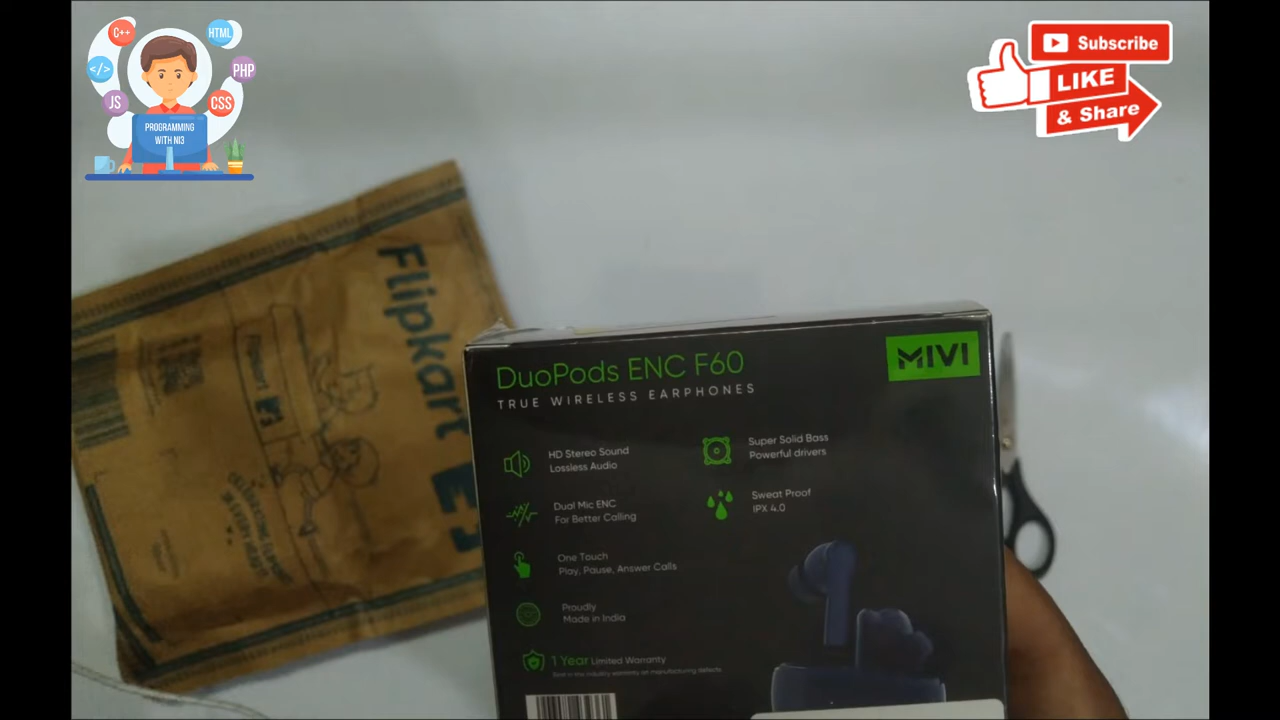 C++
HTML
</>
PHP
JS
CSS
PROGRAMMING
WITH NI3
Subscribe
LIKE
& Share
Flipkart
DuoPods ENC F60
TRUE WIRELESS EARPHONES
MIVI
HD Stereo Sound
Lossless Audio
Super Solid Bass
Powerful drivers
Dual Mic ENC
For Better Calling
Sweat Proof
IPX 4.0
One Touch
Play, Pause, Answer Calls
Proudly
Made in India
1 Year Limited Warranty